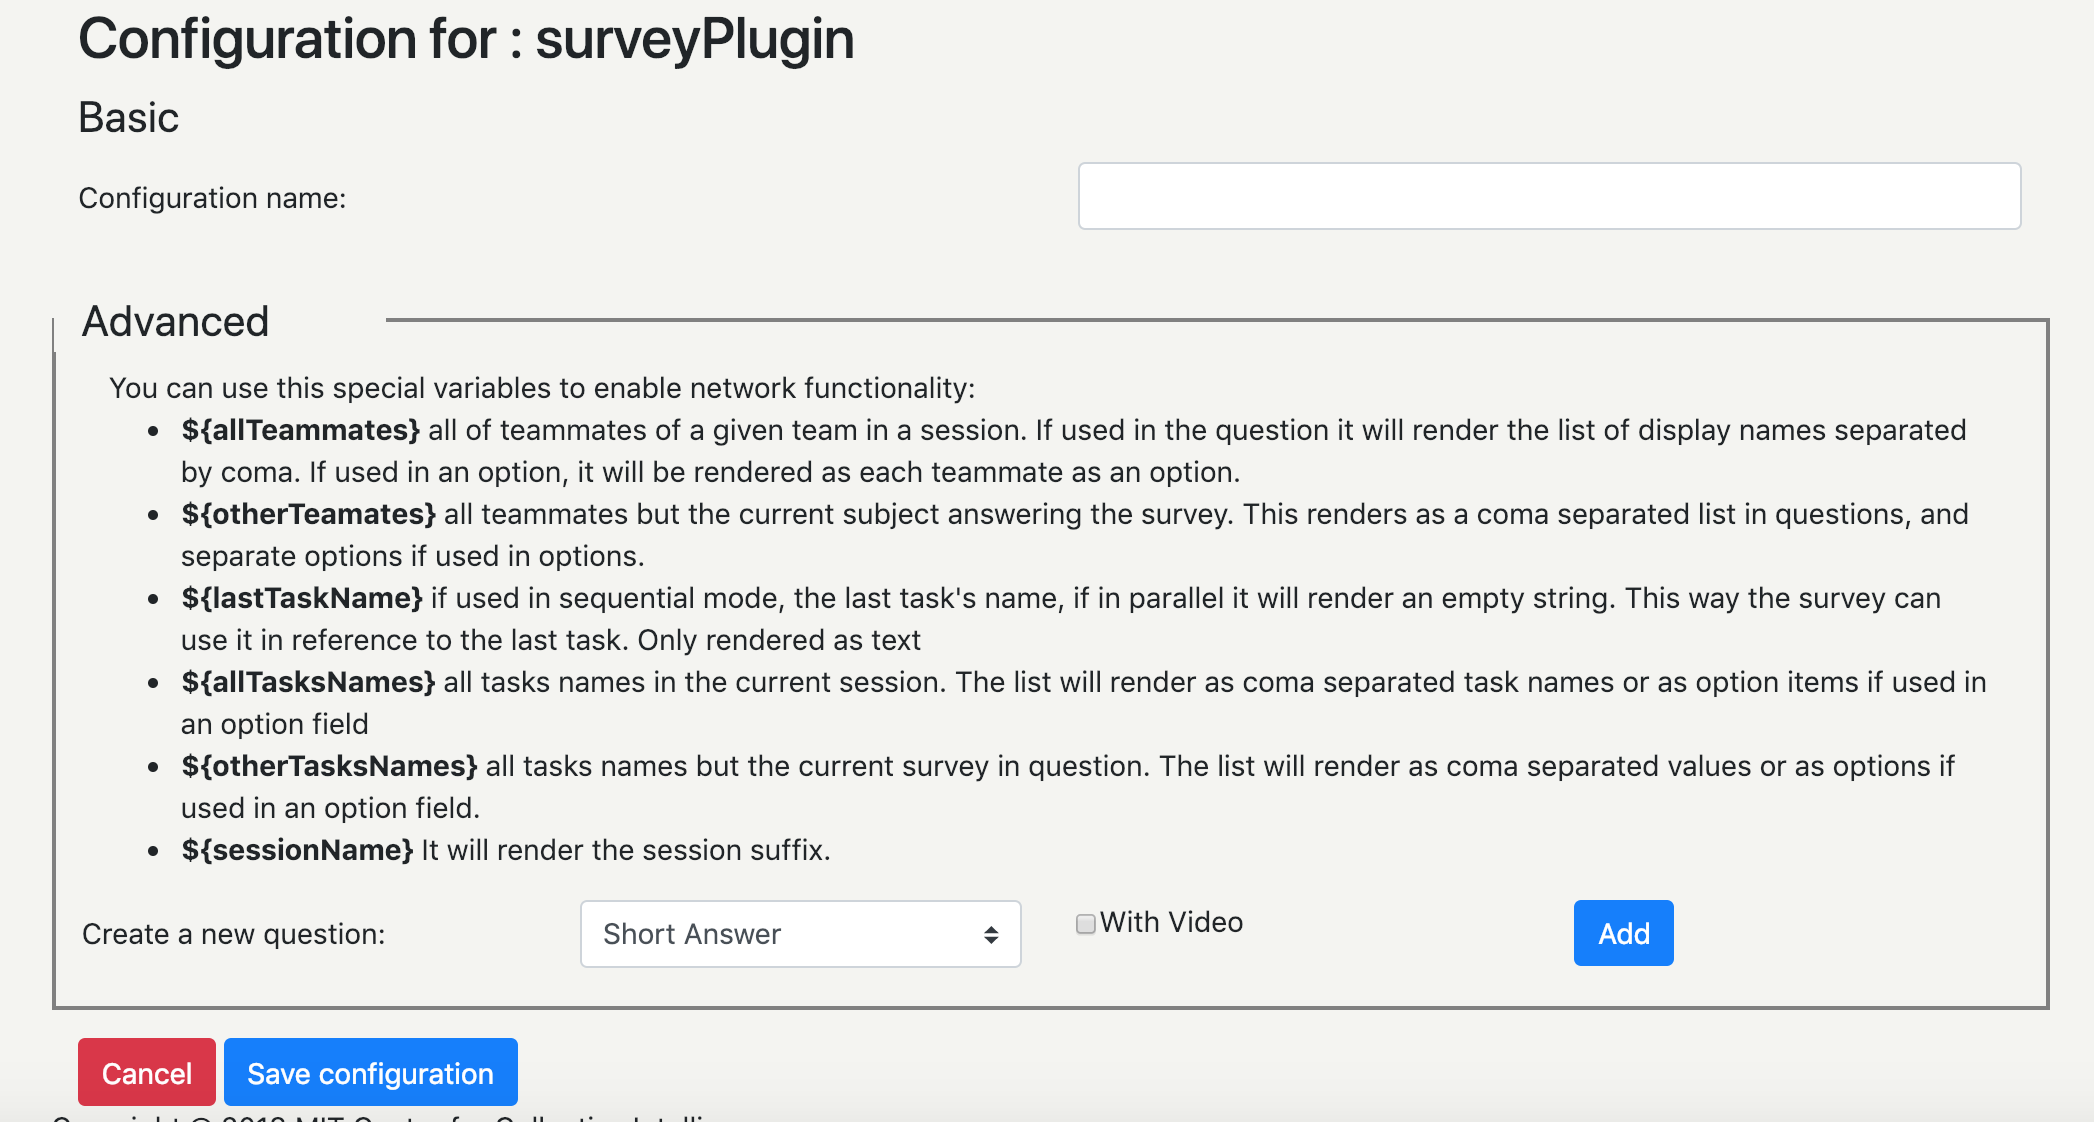 Configuration for : surveyPlugin
Basic
Configuration name:
Advanced
You can use this special variables to enable network functionality:
• ${allTeammates} all of teammates of a given team in a session. If used in the question it will render the list of display names separated
by coma. If used in an option, it will be rendered as each teammate as an option.
• ${otherTeamates} all teammates but the current subject answering the survey. This renders as a coma separated list in questions, and
separate options if used in options.
• ${lastTaskName} if used in sequential mode, the last task's name, if in parallel it will render an empty string. This way the survey can
use it in reference to the last task. Only rendered as text
• ${allTasksNames} all tasks names in the current session. The list will render as coma separated task names or as option items if used in
an option field
• ${otherTasksNames} all tasks names but the current survey in question. The list will render as coma separated values or as options if
used in an option field.
• ${sessionName} It will render the session suffix.
Create a new question: Short Answer With Video Add
Cancel Save configuration